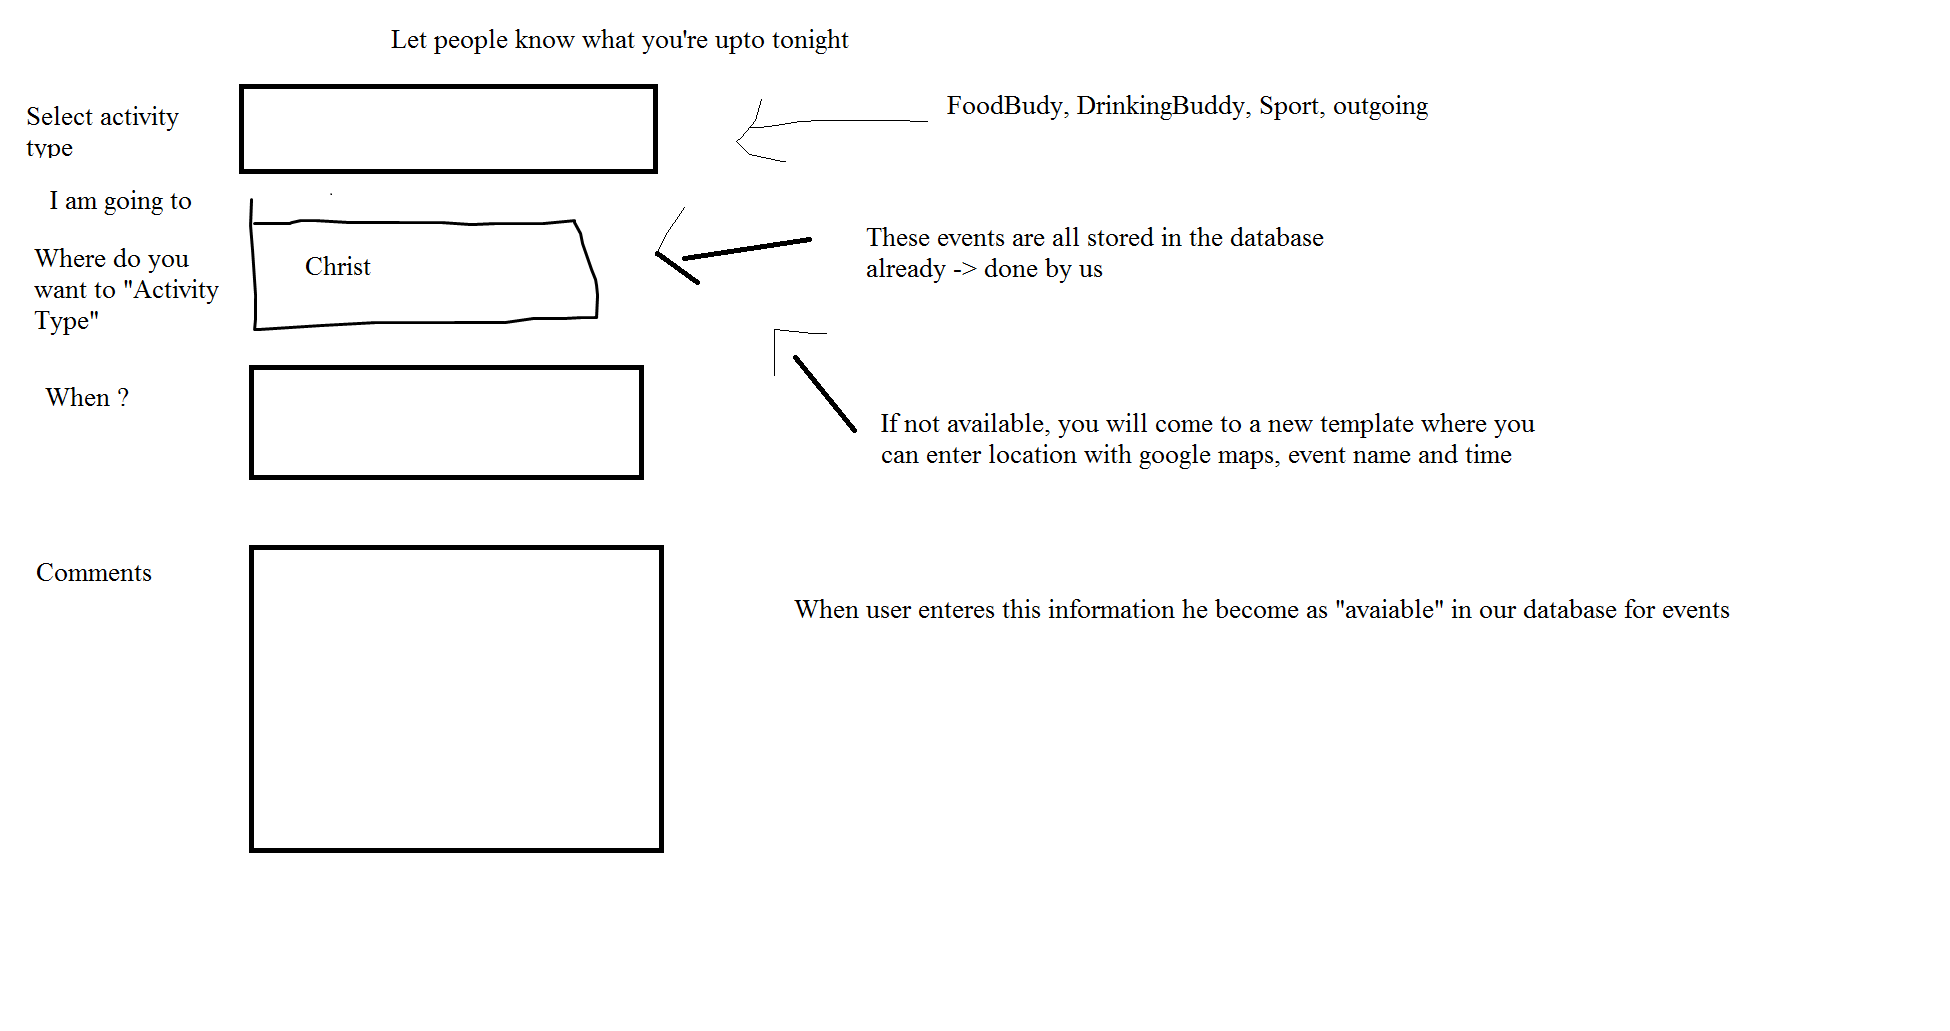 Let people know what you're upto tonight
Select activity
type
FoodBudy, DrinkingBuddy, Sport, outgoing
I am going to
Where do you
want to "Activity
Type"
Christ
These events are all stored in the database
already -> done by us
When ?
If not available, you will come to a new template where you
can enter location with google maps, event name and time
Comments
When user enteres this information he become as "avaiable" in our database for events